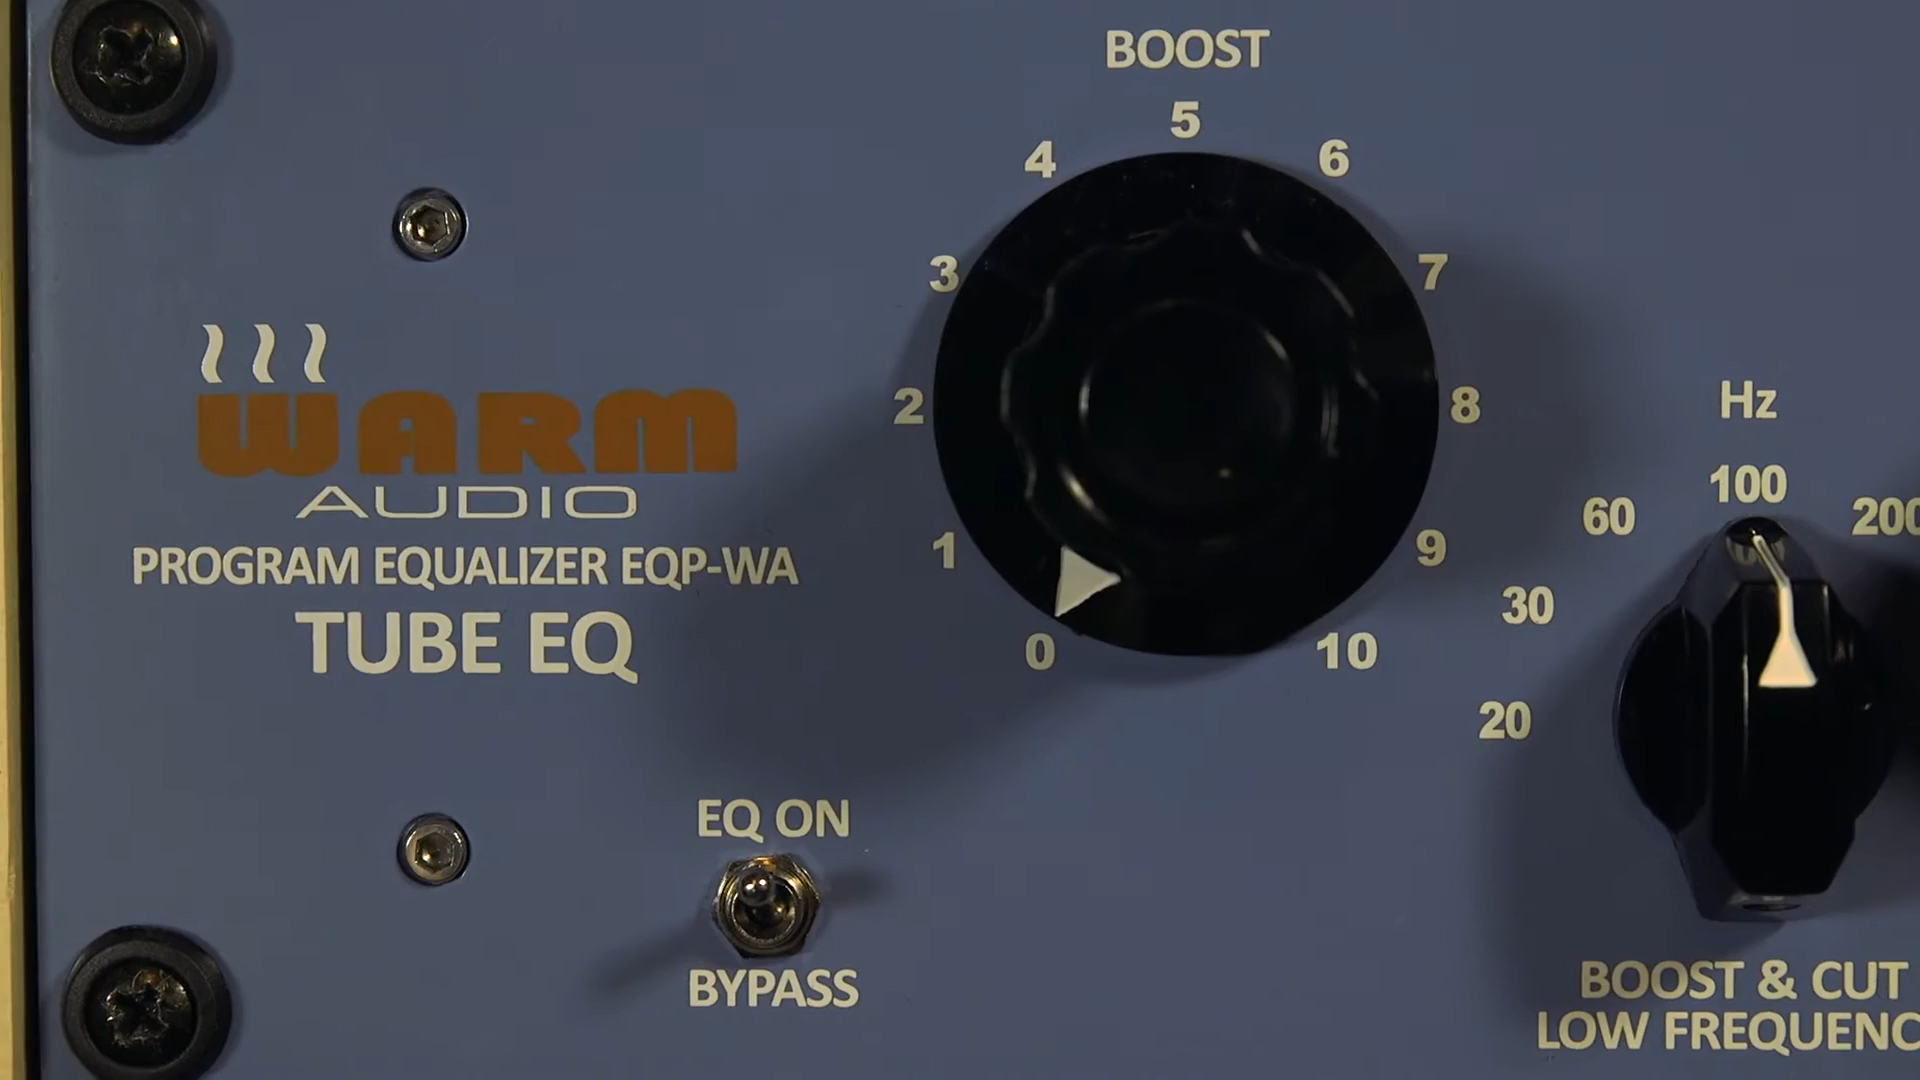 BOOST
5
4
6
3
7
2
8
1
9
0
10
WARM
AUDIO
PROGRAM EQUALIZER EQP-WA
TUBE EQ
EQ ON
BYPASS
Hz
100
60
200
30
20
BOOST & CUT
LOW FREQUENC